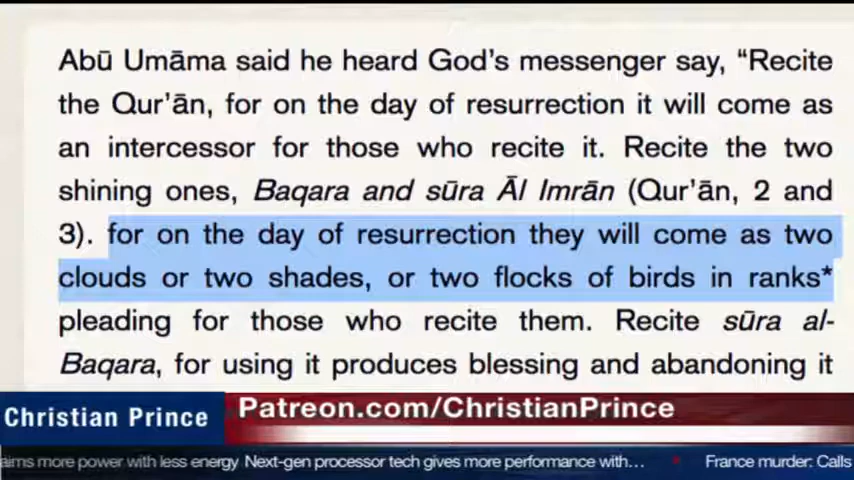 Abū Umāma said he heard God's messenger say, "Recite
the Qur'ān, for on the day of resurrection it will come as
an intercessor for those who recite it. Recite the two
shining ones, Baqara and sūra Āl Imrān (Qur'ān, 2 and
3). for on the day of resurrection they will come as two
clouds or two shades, or two flocks of birds in ranks*
pleading for those who recite them. Recite sūra al-
Baqara, for using it produces blessing and abandoning it
Christian Prince
Patreon.com/ChristianPrince
aims more power with less energy Next-gen processor tech gives more performance with... France murder: Calls